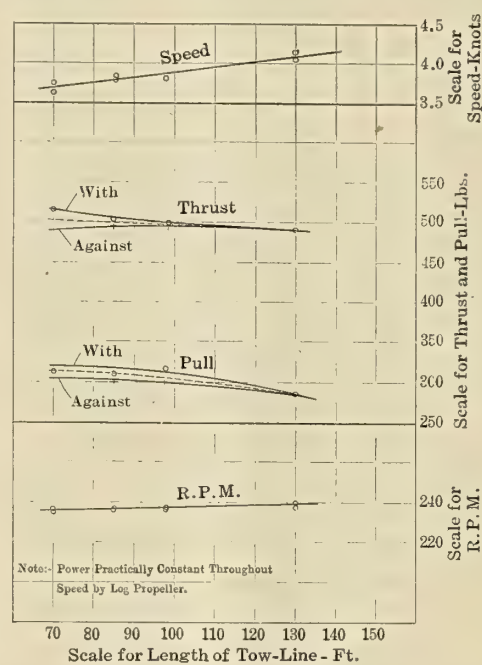 4.5
Speed
4.0
3.5
Scale for
Speed-Knots
With
Thrust
Against
550
500
450
400
350
300
250
Scale for Thrust and Pull-Lbs.
With
Pull
Against
R.P.M.
240
220
Scale for
R.P.M.
Note:- Power Practically Constant Throughout
Speed by Log Propeller.
70 80 90 100 110 120 130 140 150
Scale for Length of Tow-Line - Ft.